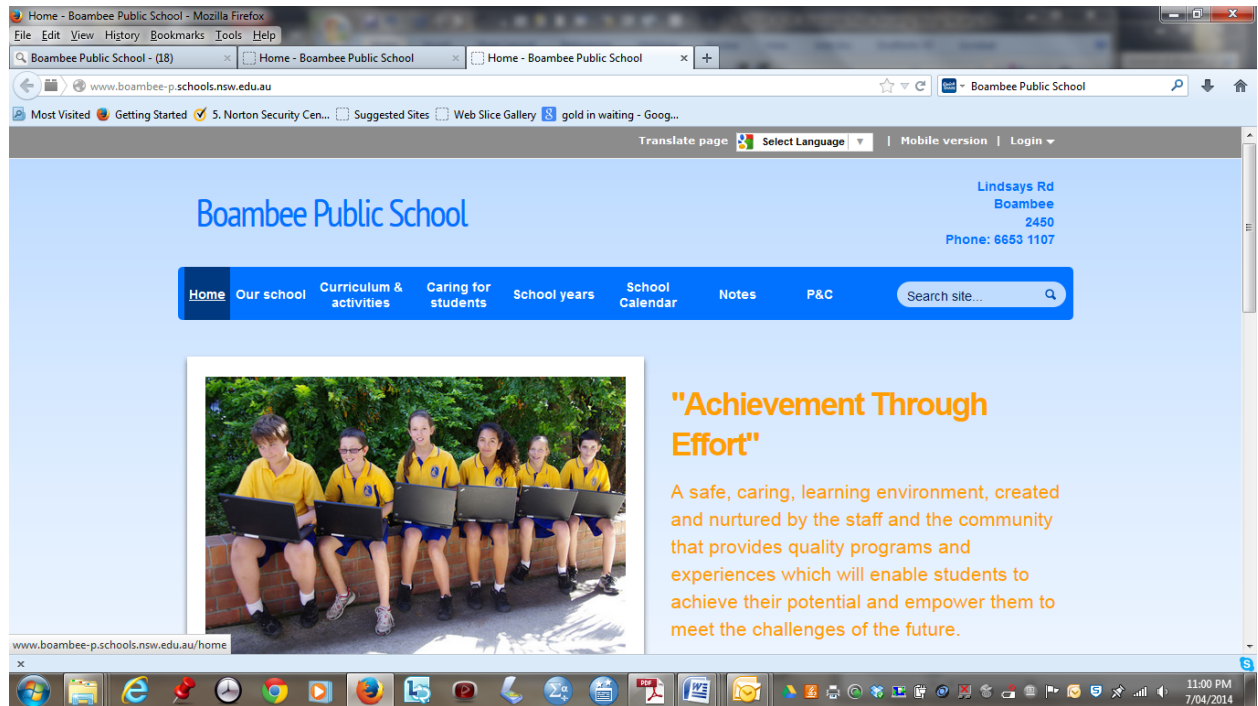 Home - Boambee Public School - Mozilla Firefox
File Edit View History Bookmarks Tools Help
Boambee Public School - (18) × Home - Boambee Public School × Home - Boambee Public School × +
www.boambee-p.schools.nsw.edu.au Boambee Public School
Most Visited Getting Started 5. Norton Security Cen... Suggested Sites Web Slice Gallery gold in waiting - Goog...
Translate page Select Language ▼ | Mobile version | Login
Lindsays Rd
Boambee
2450
Phone: 6653 1107
Boambee Public School
Home Our school Curriculum & activities Caring for students School years School Calendar Notes P&C Search site...
"Achievement Through
Effort"
A safe, caring, learning environment, created
and nurtured by the staff and the community
that provides quality programs and
experiences which will enable students to
achieve their potential and empower them to
meet the challenges of the future.
www.boambee-p.schools.nsw.edu.au/home
×
PDF
11:00 PM
7/04/2014